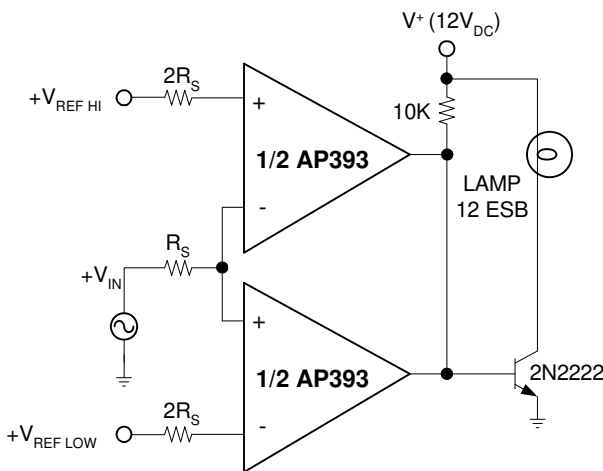 V+ (12VDC)
2RS
+VREF HI
+
10K
1/2 AP393
-
LAMP
12 ESB
RS
+VIN
+
1/2 AP393
2N2222
2RS
+VREF LOW
-